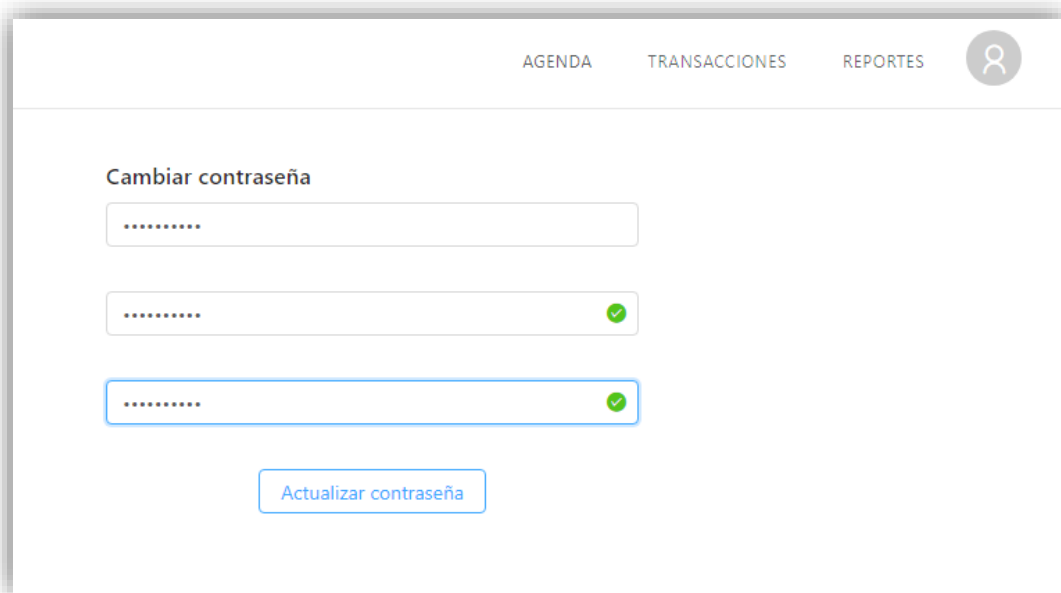 AGENDA TRANSACCIONES REPORTES
Cambiar contraseña
••••••••••
••••••••••
••••••••••
Actualizar contraseña